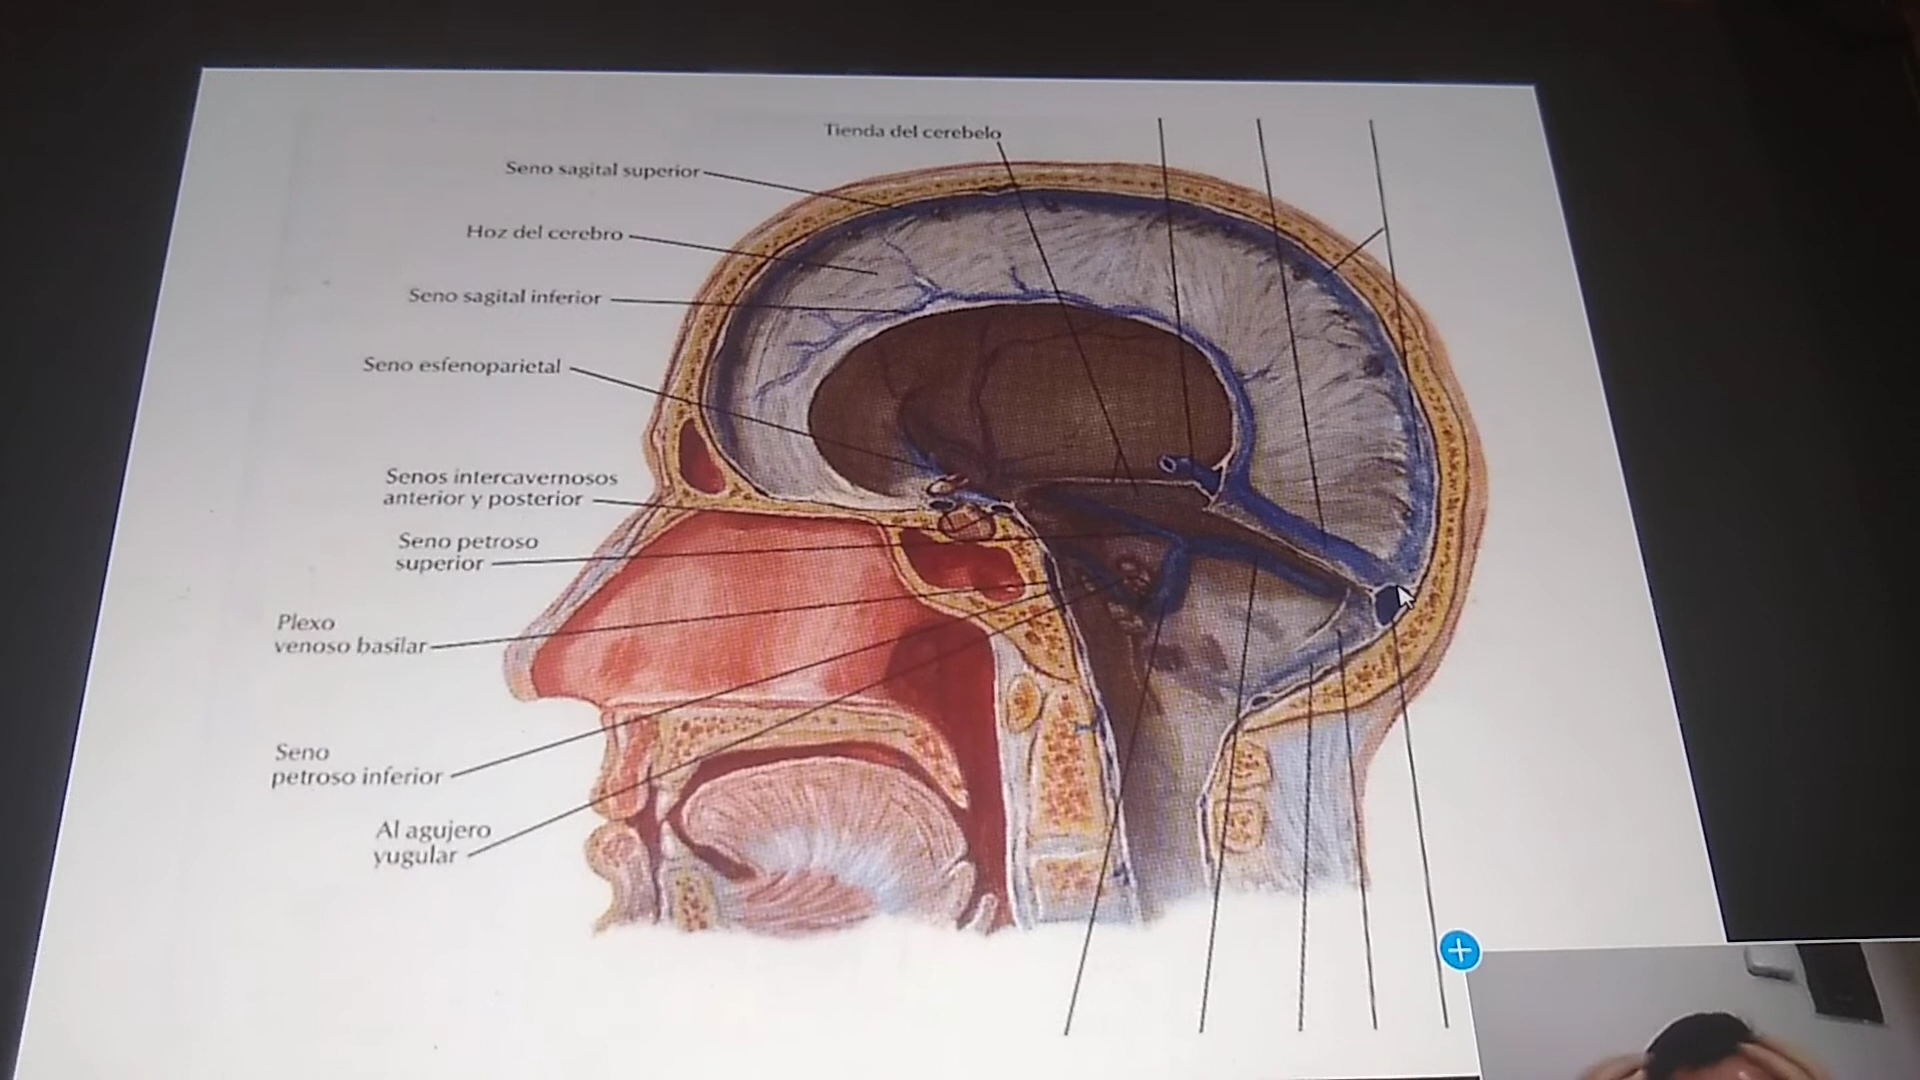 Tienda del cerebelo
Seno sagital superior
Hoz del cerebro
Seno sagital inferior
Seno esfenoparietal
Senos intercavernosos
anterior y posterior
Seno petroso
superior
Plexo
venoso basilar
Seno
petroso inferior
Al agujero
yugular